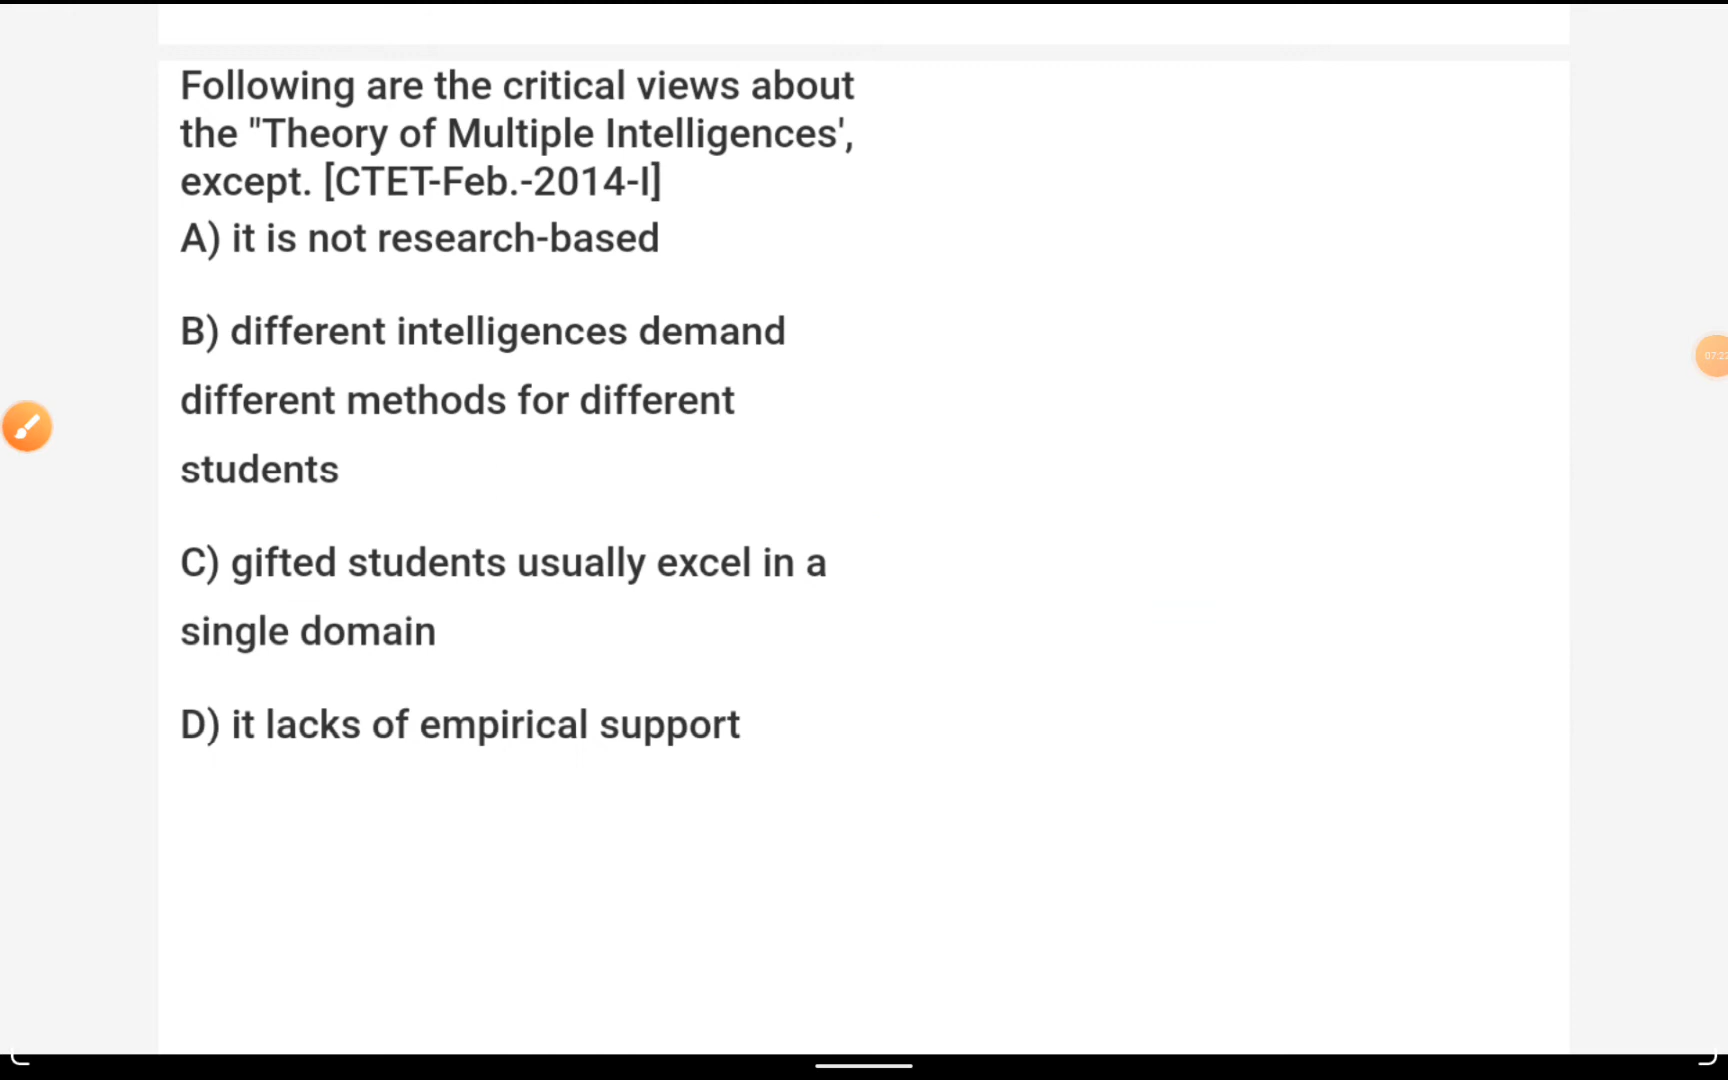 Following are the critical views about
the "Theory of Multiple Intelligences',
except. [CTET-Feb.-2014-I]
A) it is not research-based
B) different intelligences demand
different methods for different
students
C) gifted students usually excel in a
single domain
D) it lacks of empirical support